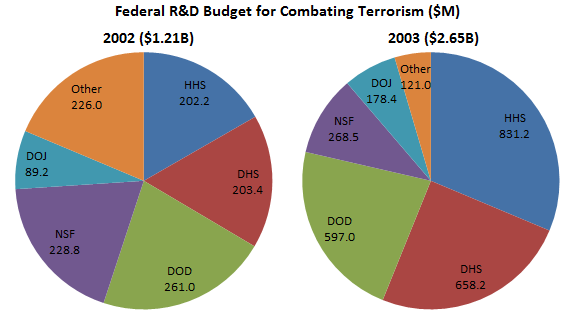 Federal R&D Budget for Combating Terrorism ($M)
2002 ($1.21B)
HHS
202.2
DHS
203.4
DOD
261.0
NSF
228.8
DOJ
89.2
Other
226.0
2003 ($2.65B)
HHS
831.2
DHS
658.2
DOD
597.0
NSF
268.5
DOJ
178.4
Other
121.0